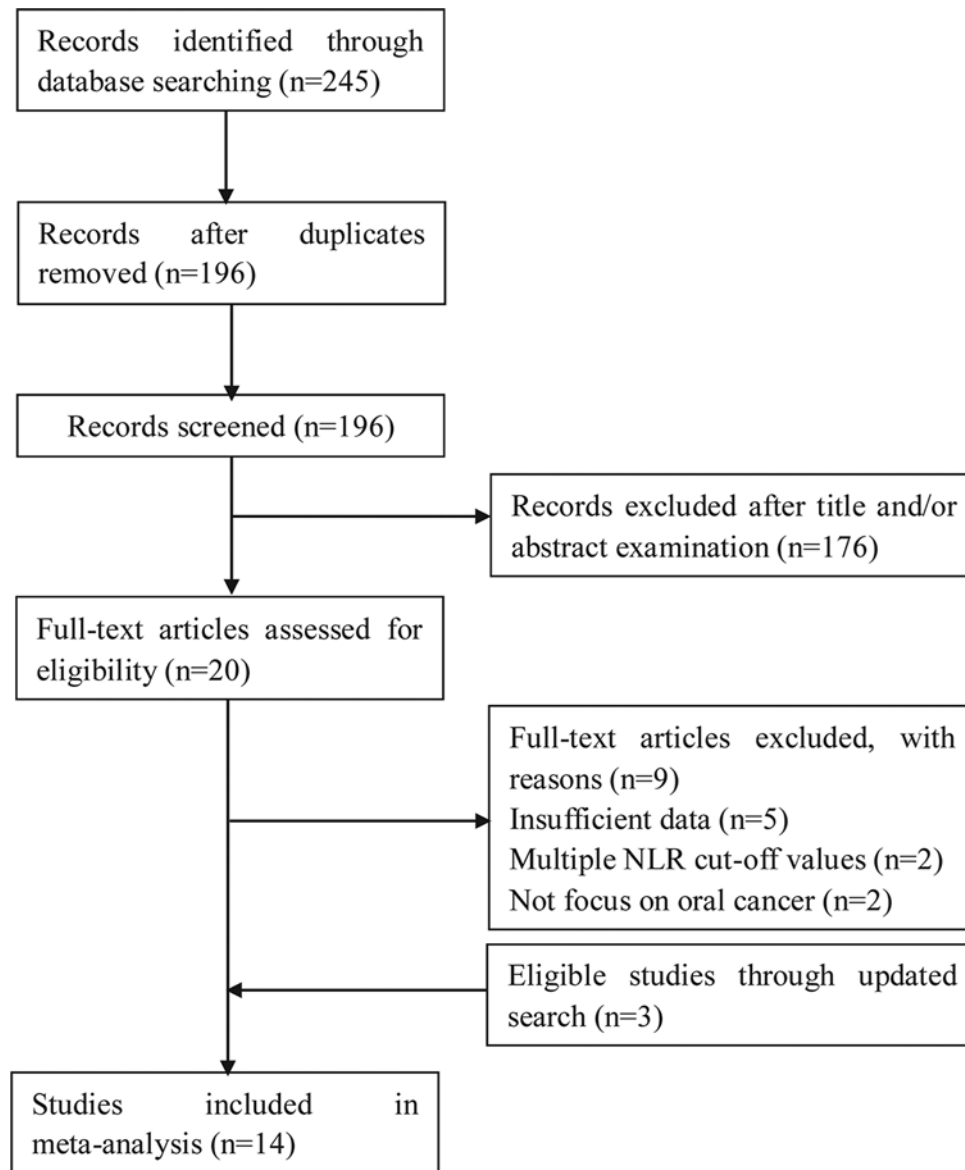 Records identified through
database searching (n=245)
Records after duplicates
removed (n=196)
Records screened (n=196)
Records excluded after title and/or
abstract examination (n=176)
Full-text articles assessed for
eligibility (n=20)
Full-text articles excluded, with
reasons (n=9)
Insufficient data (n=5)
Multiple NLR cut-off values (n=2)
Not focus on oral cancer (n=2)
Eligible studies through updated
search (n=3)
Studies included in
meta-analysis (n=14)